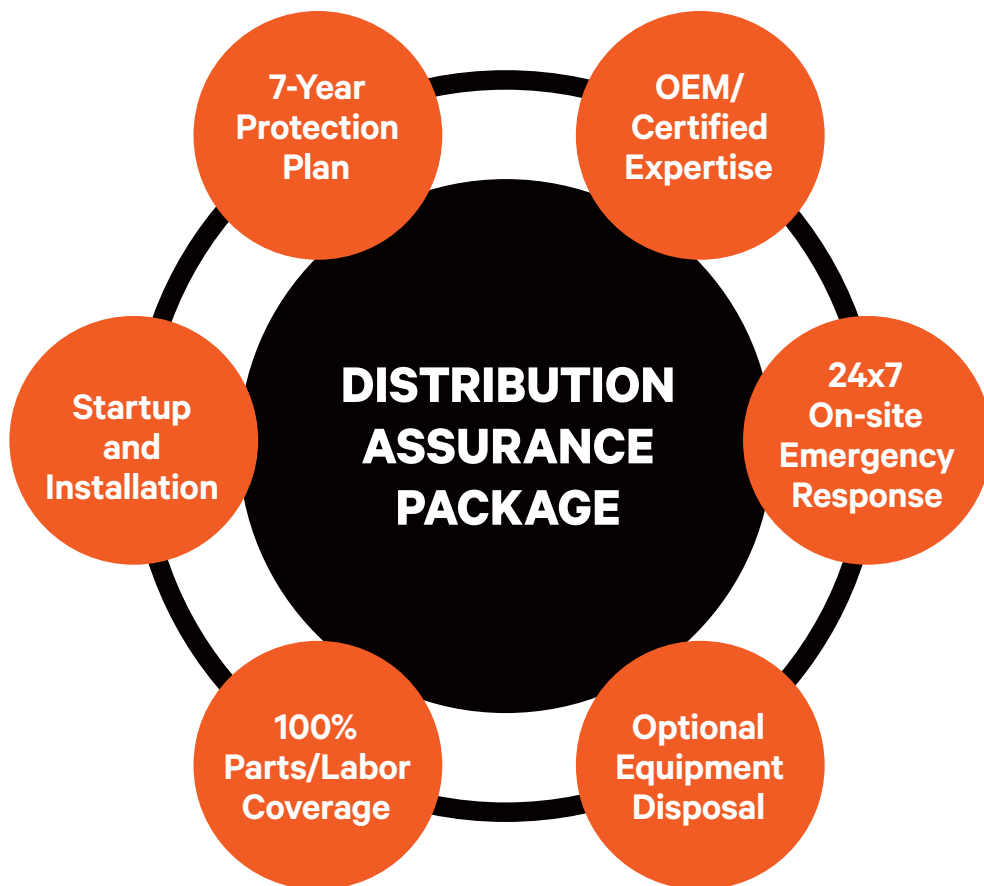 7-Year
Protection
Plan
OEM/
Certified
Expertise
Startup
and
Installation
DISTRIBUTION
ASSURANCE
PACKAGE
24x7
On-site
Emergency
Response
100%
Parts/Labor
Coverage
Optional
Equipment
Disposal